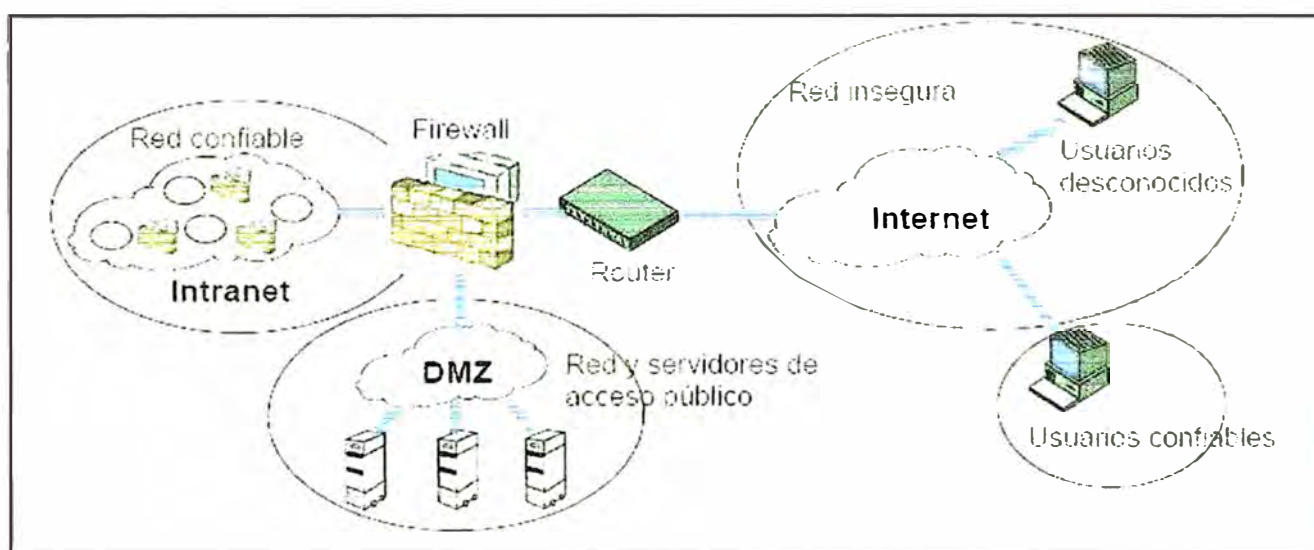 Red confiable
Intranet
Firewall
Router
DMZ
Red y servidores de
acceso público
Red insegura
Internet
Usuarios
desconocidos
Usuarios confiables